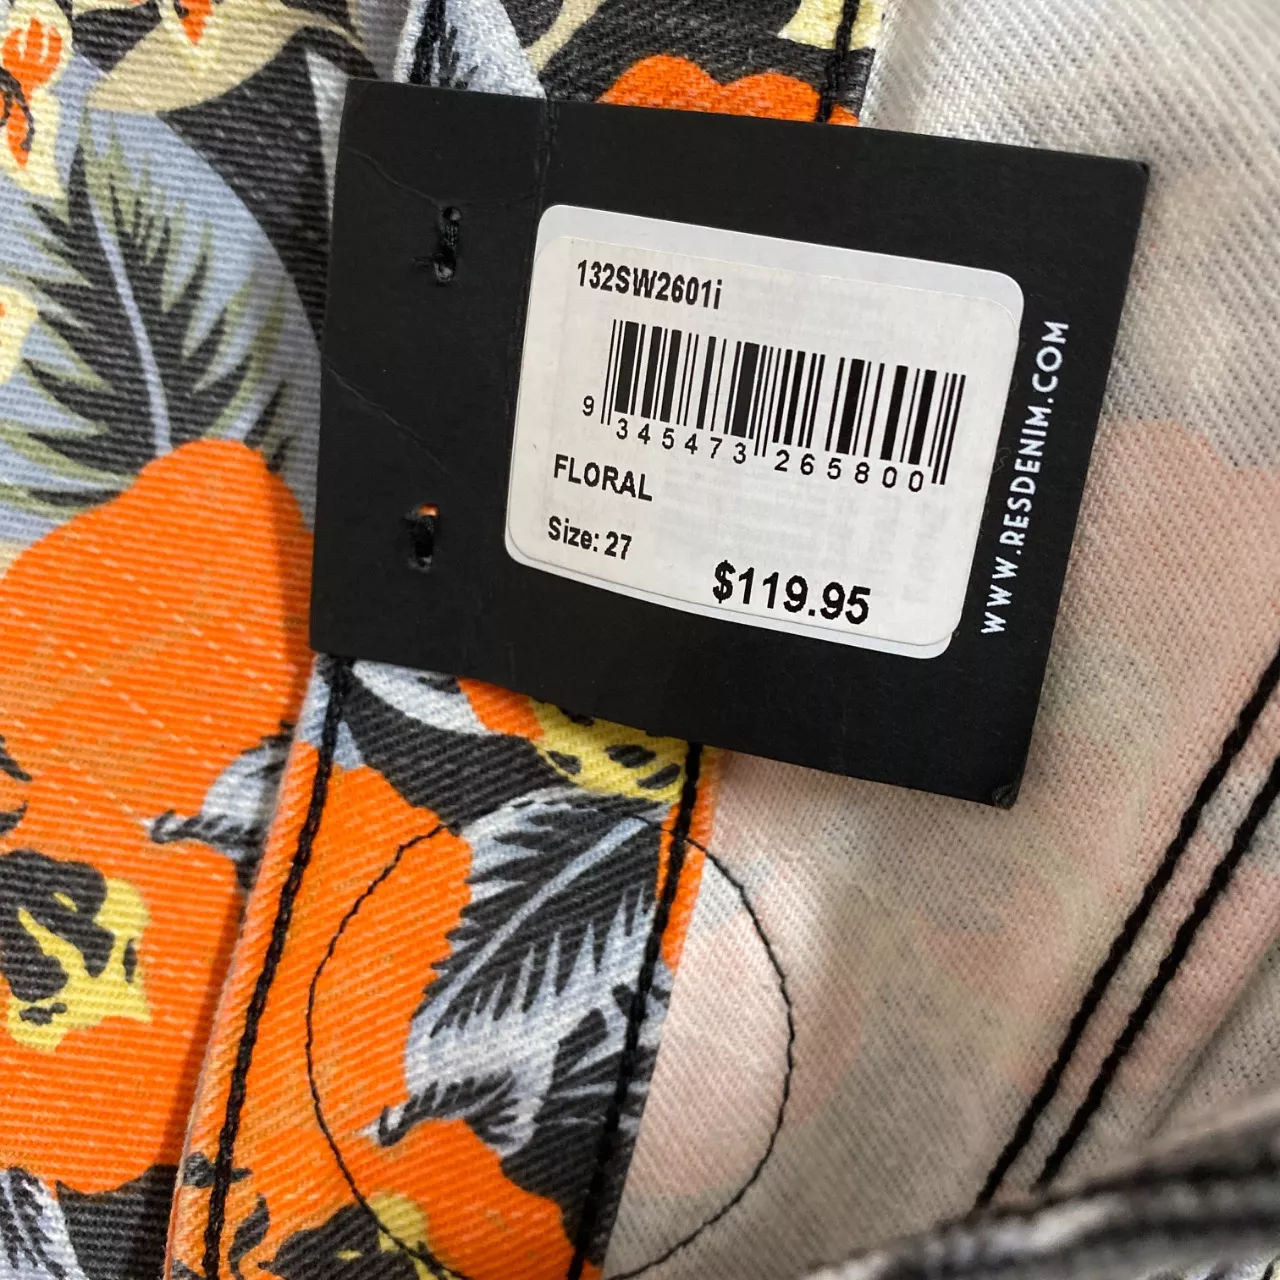 132SW2601i
9 345473 265800
FLORAL
Size: 27
$119.95
WWW.RESDENIM.COM